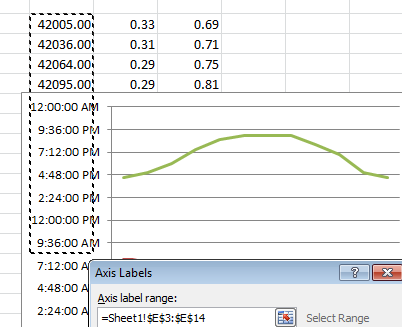 42005.00 0.33 0.69
42036.00 0.31 0.71
42064.00 0.29 0.75
42095.00 0.29 0.81
12:00:00 AM
9:36:00 PM
7:12:00 PM
4:48:00 PM
2:24:00 PM
12:00:00 PM
9:36:00 AM
7:12:00 A
4:48:00 A
2:24:00 A
Axis Labels
?
Axis label range:
=Sheet1!$E$3:$E$14
Select Range